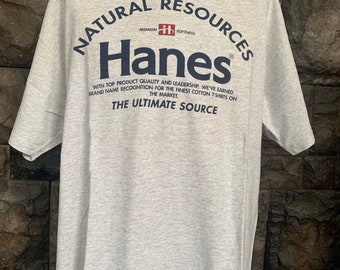 NATURAL RESOURCES
PREMIUM H SOFTNESS
Hanes®
WITH TOP PRODUCT QUALITY AND LEADERSHIP, WE'VE EARNED
BRAND NAME RECOGNITION FOR THE FINEST COTTON T-SHIRTS ON
THE MARKET.
THE ULTIMATE SOURCE